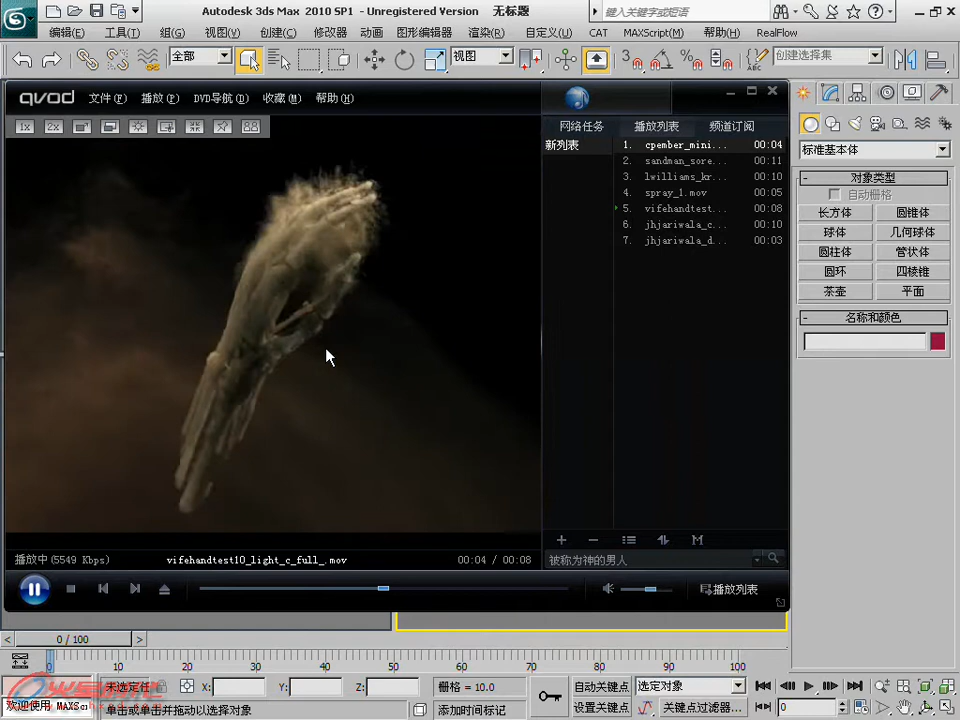 Autodesk 3ds Max 2010 SP1 - Unregistered Version 无标题
键入关键字或短语
编辑(E) 工具(T) 组(G) 视图(V) 创建(C) 修改器 动画 图形编辑器 渲染(R) 自定义(U) CAT MAXScript(M) 帮助(H) RealFlow
全部
视图
创建选择集
qvod 文件(F) 播放(P) DVD导航(D) 收藏(M) 帮助(H)
1x 2x
网络任务 播放列表 频道订阅
新列表
1. cpember_mini... 00:04
2. sandman_sore... 00:11
3. lwilliams_kr... 00:10
4. spray_1.mov 00:05
5. vifehandtest... 00:08
6. jhjariwala_c... 00:10
7. jhjariwala_d... 00:03
标准基本体
对象类型
自动栅格
长方体 圆锥体
球体 几何球体
圆柱体 管状体
圆环 四棱锥
茶壶 平面
名称和颜色
播放中(5549 Kbps) vifehandtest10_light_c_full_.mov 00:04 / 00:08
被称为神的男人
播放列表
0 / 100
0 10 20 30 40 50 60 70 80 90 100
未选定任 X: Y: Z: 栅格 = 10.0 自动关键点 选定对象
欢迎使用 MAXSc 单击或单击并拖动以选择对象 添加时间标记 设置关键点 关键点过滤器... 0